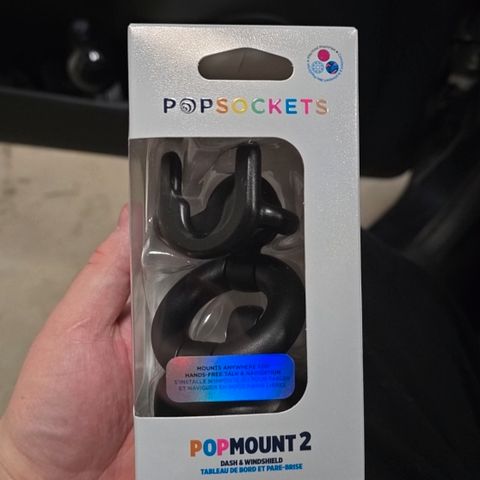 POPSOCKETS
MOUNTS ANYWHERE FOR
HANDS-FREE TALK & NAVIGATION
POPMOUNT 2
DASH & WINDSHIELD
TABLEAU DE BORD ET PARE-BRISE